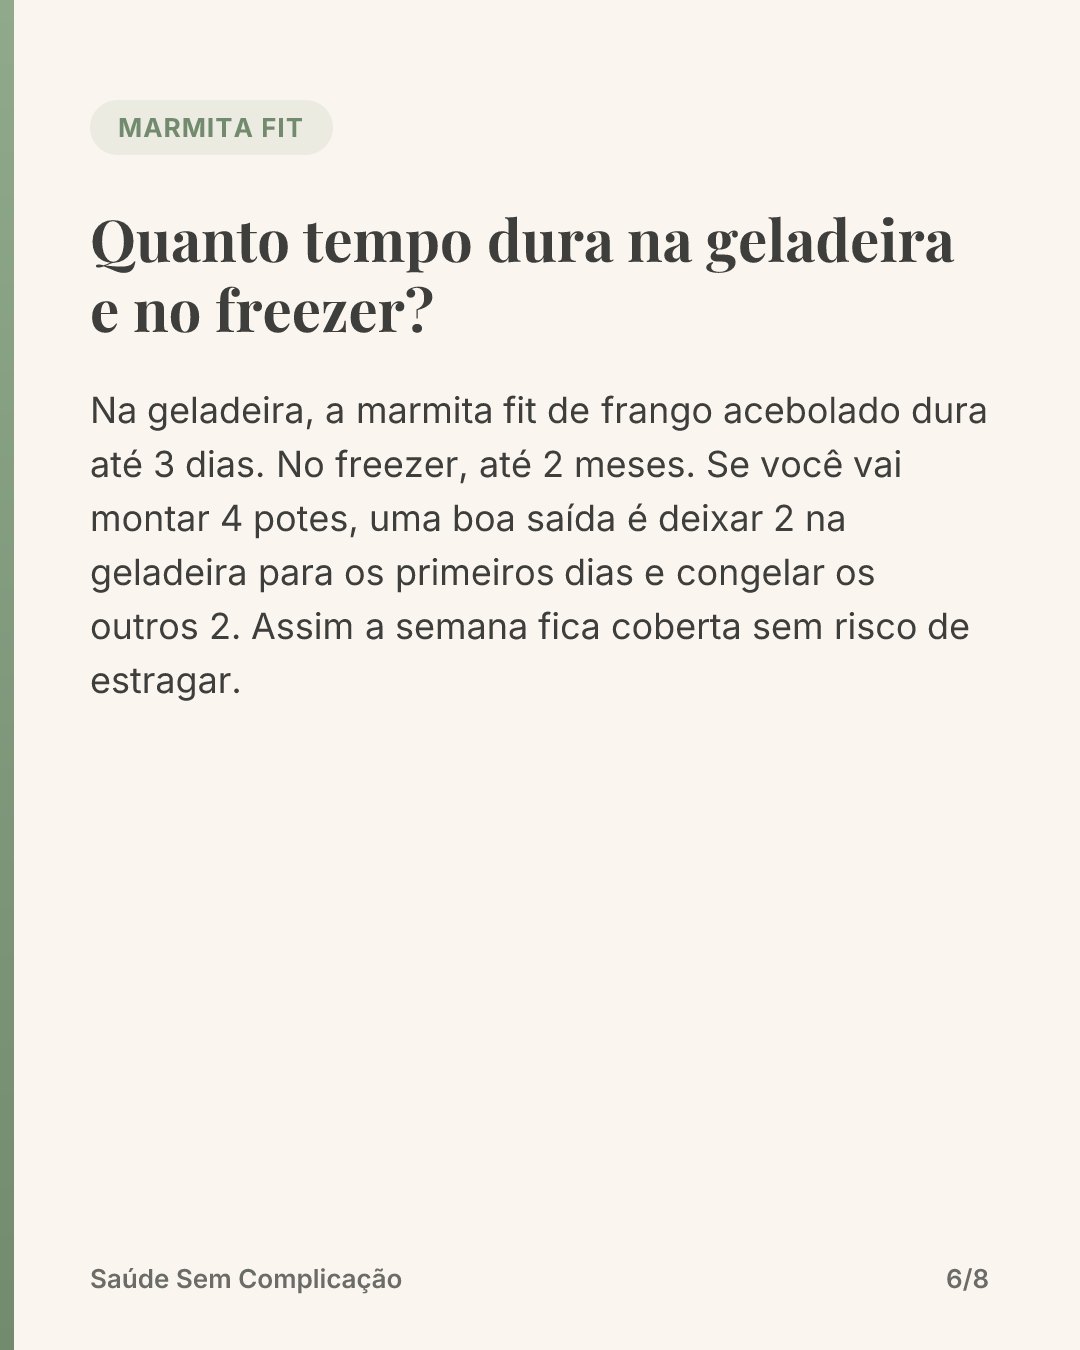 MARMITA FIT
Quanto tempo dura na geladeira
e no freezer?
Na geladeira, a marmita fit de frango acebolado dura
até 3 dias. No freezer, até 2 meses. Se você vai
montar 4 potes, uma boa saída é deixar 2 na
geladeira para os primeiros dias e congelar os
outros 2. Assim a semana fica coberta sem risco de
estragar.
Saúde Sem Complicação
6/8